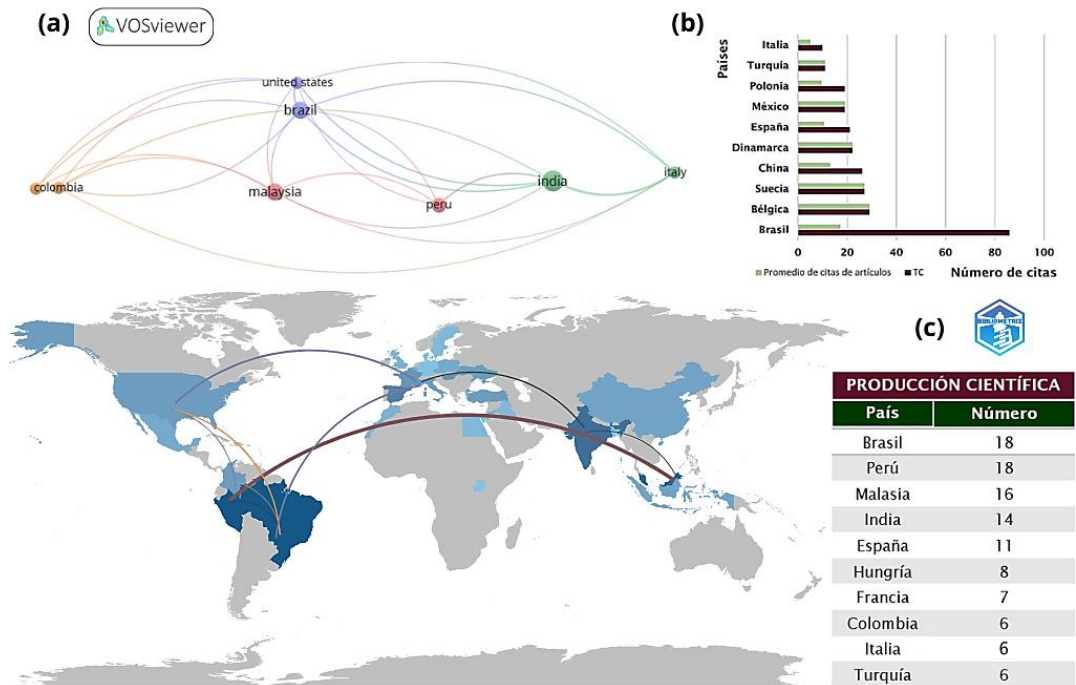 (a)
VOSviewer
united states
brazil
colombia
malaysia
peru
india
italy
(b)
Países
Italia
Turquía
Polonia
México
España
Dinamarca
China
Suecia
Bélgica
Brasil
0 20 40 60 80 100
Promedio de citas de artículos TC Número de citas
(c)
BIBLIOMETRIX
PRODUCCIÓN CIENTÍFICA
País Número
Brasil 18
Perú 18
Malasia 16
India 14
España 11
Hungría 8
Francia 7
Colombia 6
Italia 6
Turquía 6